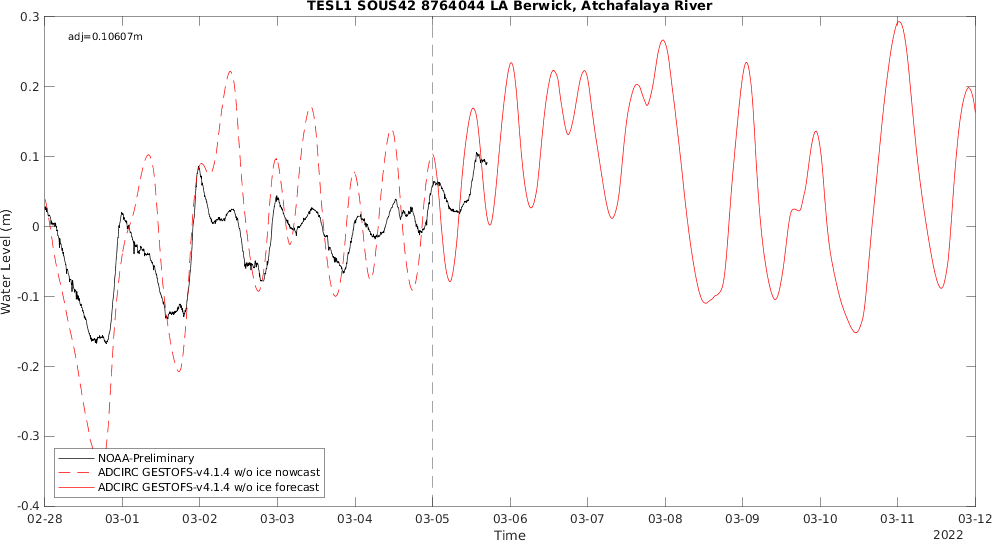 TESL1 SOUS42 8764044 LA Berwick, Atchafalaya River
adj=0.10607m
0.3
0.2
0.1
0
-0.1
-0.2
-0.3
-0.4
Water Level (m)
NOAA-Preliminary
ADCIRC GESTOFS-v4.1.4 w/o ice nowcast
ADCIRC GESTOFS-v4.1.4 w/o ice forecast
02-28 03-01 03-02 03-03 03-04 03-05 03-06 03-07 03-08 03-09 03-10 03-11 03-12
Time
2022